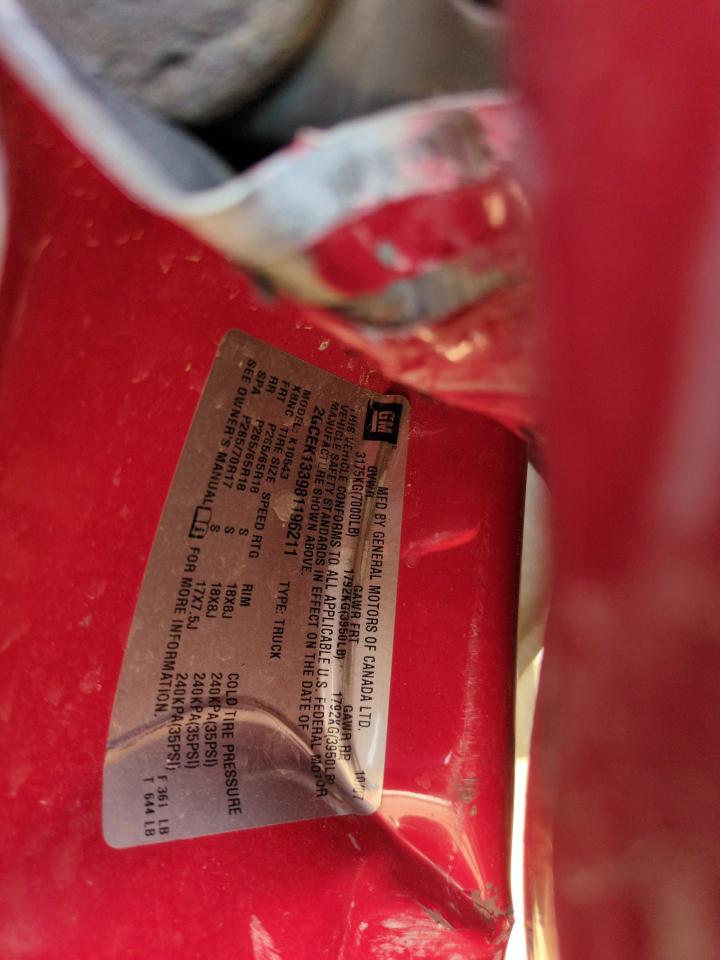 GM MFD BY GENERAL MOTORS OF CANADA LTD. 10/07
GVWR GAWR FRT GAWR RR
3175KG(7000LB) 1792KG(3950LB) 1792KG(3950LB)
THIS VEHICLE CONFORMS TO ALL APPLICABLE U.S. FEDERAL MOTOR
VEHICLE SAFETY STANDARDS IN EFFECT ON THE DATE OF
MANUFACTURE SHOWN ABOVE.
2GCEK133981196211 TYPE: TRUCK
MODEL: K10543
K6NC TIRE SIZE SPEED RTG RIM COLD TIRE PRESSURE
FRT P265/65R18 S 18X8J 240KPA(35PSI)
RR P265/65R18 S 18X8J 240KPA(35PSI)
SPA P265/70R17 S 17X7.5J 240KPA(35PSI)
SEE OWNER'S MANUAL FOR MORE INFORMATION.
F 361 LB
T 644 LB